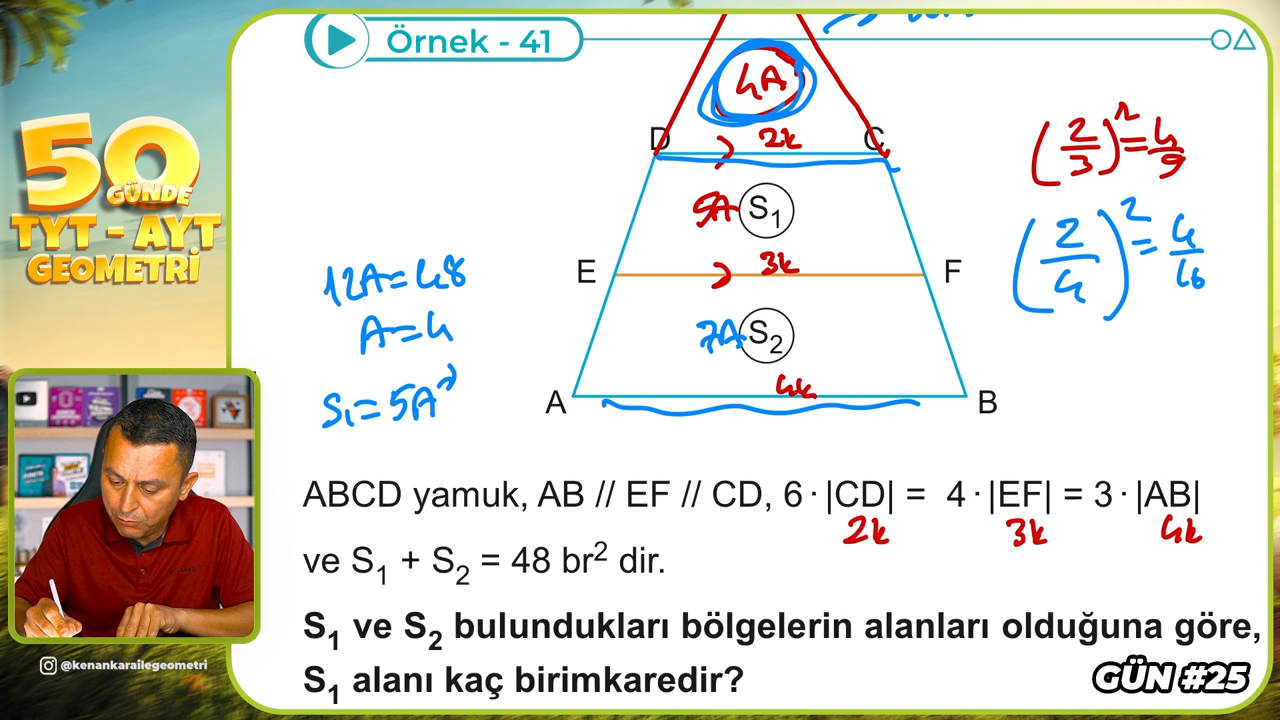 Örnek - 41
50
GÜNDE
TYT - AYT
GEOMETRİ
4A
D 2k C
5A S₁
E 3k F
7A S₂
A 4k B
(2/3)² = 4/9
(2/4)² = 4/16
12A = 48
A = 4
S₁ = 5A
ABCD yamuk, AB // EF // CD, 6 · |CD| = 4 · |EF| = 3 · |AB|
2k 3k 4k
ve S₁ + S₂ = 48 br² dir.
S₁ ve S₂ bulundukları bölgelerin alanları olduğuna göre,
S₁ alanı kaç birimkaredir?
GÜN #25
@kenankarailegeometri